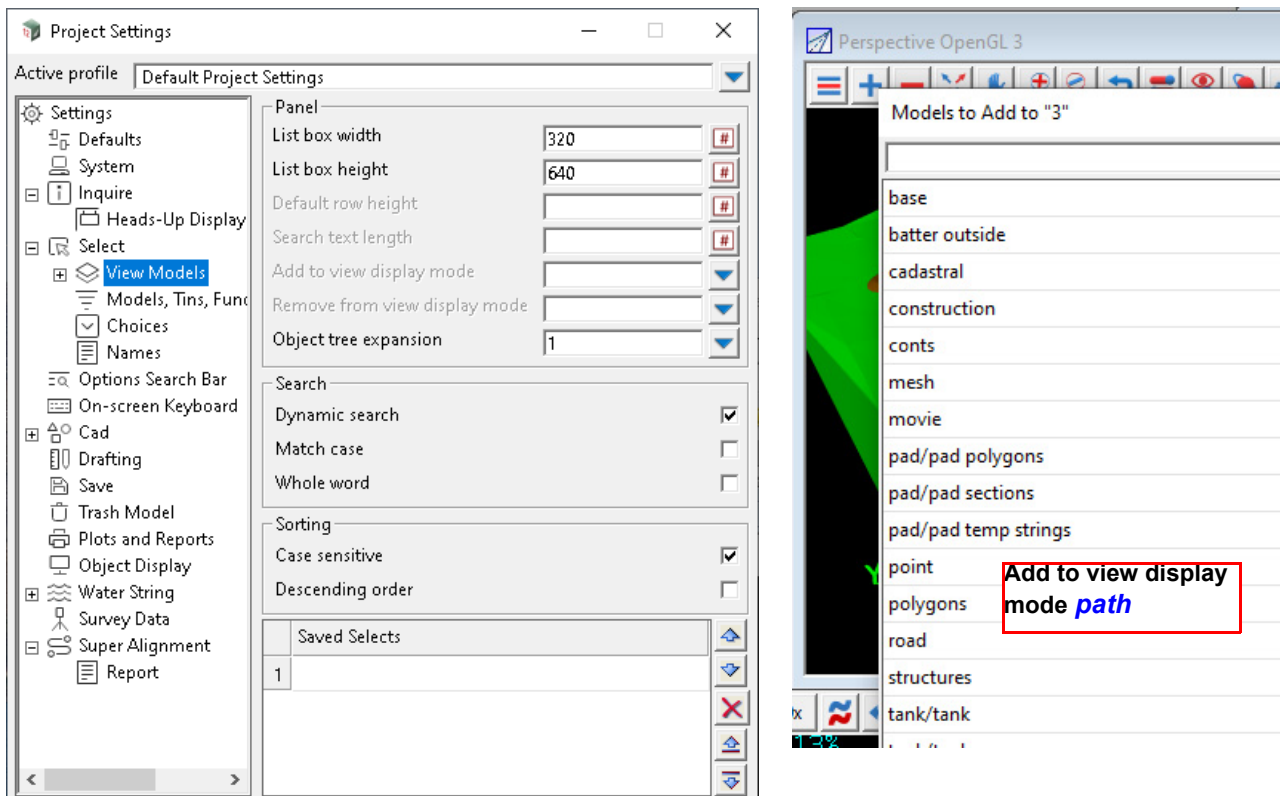 Project Settings
Active profile Default Project Settings
Settings
Defaults
System
Inquire
Heads-Up Display
Select
View Models
Models, Tins, Func
Choices
Names
Options Search Bar
On-screen Keyboard
Cad
Drafting
Save
Trash Model
Plots and Reports
Object Display
Water String
Survey Data
Super Alignment
Report
Panel
List box width 320
List box height 640
Default row height
Search text length
Add to view display mode
Remove from view display mode
Object tree expansion 1
Search
Dynamic search
Match case
Whole word
Sorting
Case sensitive
Descending order
Saved Selects
1
Perspective OpenGL 3
Models to Add to "3"
base
batter outside
cadastral
construction
conts
mesh
movie
pad/pad polygons
pad/pad sections
pad/pad temp strings
point
polygons
road
structures
tank/tank
Add to view display
mode path
Y
x
13%